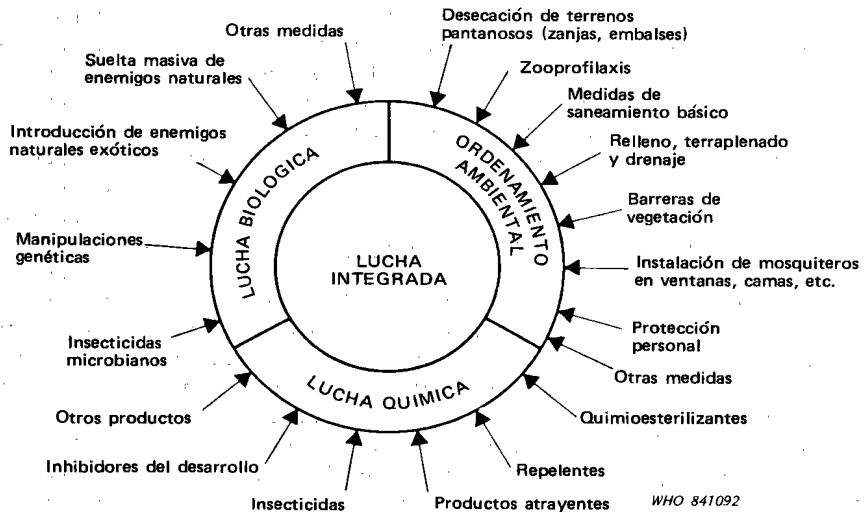 Otras medidas
Desecación de terrenos
pantanosos (zanjas, embalses)
Zooprofilaxis
Medidas de
saneamiento básico
Relleno, terraplenado
y drenaje
Barreras de
vegetación
Instalación de mosquiteros
en ventanas, camas, etc.
Protección
personal
Otras medidas
Quimioesterilizantes
Repelentes
Productos atrayentes
Insecticidas
Inhibidores del desarrollo
Otros productos
Insecticidas
microbianos
Manipulaciones
genéticas
Introducción de enemigos
naturales exóticos
Suelta masiva de
enemigos naturales
LUCHA BIOLOGICA
ORDENAMIENTO
AMBIENTAL
LUCHA QUIMICA
LUCHA
INTEGRADA
WHO 841092